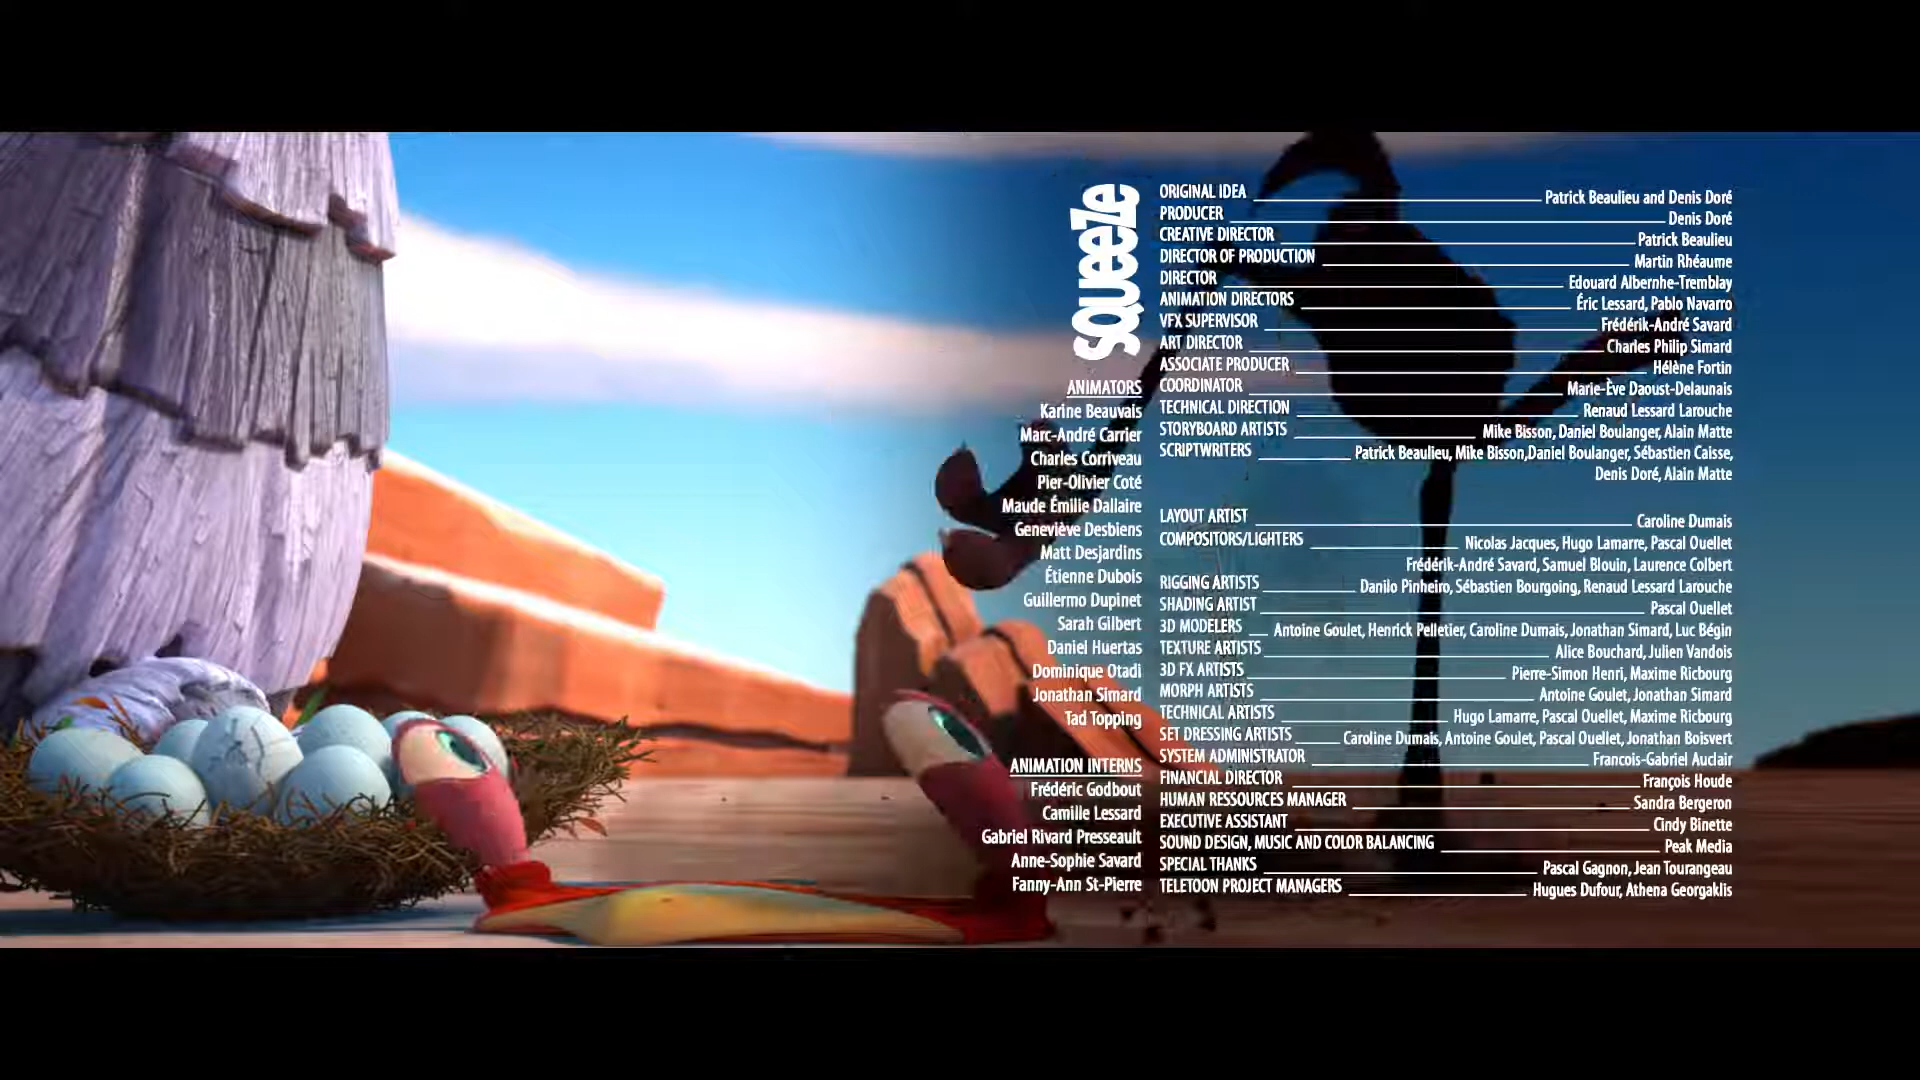 squeeze
ANIMATORS
Karine Beauvais
Marc-André Carrier
Charles Corriveau
Pier-Olivier Coté
Maude Émilie Dallaire
Geneviève Desbiens
Matt Desjardins
Étienne Dubois
Guillermo Dupinet
Sarah Gilbert
Daniel Huertas
Dominique Otadi
Jonathan Simard
Tad Topping
ANIMATION INTERNS
Frédéric Godbout
Camille Lessard
Gabriel Rivard Presseault
Anne-Sophie Savard
Fanny-Ann St-Pierre
ORIGINAL IDEA Patrick Beaulieu and Denis Doré
PRODUCER Denis Doré
CREATIVE DIRECTOR Patrick Beaulieu
DIRECTOR OF PRODUCTION Martin Rhéaume
DIRECTOR Edouard Albernhe-Tremblay
ANIMATION DIRECTORS Éric Lessard, Pablo Navarro
VFX SUPERVISOR Frédérik-André Savard
ART DIRECTOR Charles Philip Simard
ASSOCIATE PRODUCER Hélène Fortin
COORDINATOR Marie-Ève Daoust-Delaunais
TECHNICAL DIRECTION Renaud Lessard Larouche
STORYBOARD ARTISTS Mike Bisson, Daniel Boulanger, Alain Matte
SCRIPTWRITERS Patrick Beaulieu, Mike Bisson,Daniel Boulanger, Sébastien Caisse,
Denis Doré, Alain Matte
LAYOUT ARTIST Caroline Dumais
COMPOSITORS/LIGHTERS Nicolas Jacques, Hugo Lamarre, Pascal Ouellet
Frédérik-André Savard, Samuel Blouin, Laurence Colbert
RIGGING ARTISTS Danilo Pinheiro, Sébastien Bourgoing, Renaud Lessard Larouche
SHADING ARTIST Pascal Ouellet
3D MODELERS Antoine Goulet, Henrick Pelletier, Caroline Dumais, Jonathan Simard, Luc Bégin
TEXTURE ARTISTS Alice Bouchard, Julien Vandois
3D FX ARTISTS Pierre-Simon Henri, Maxime Ricbourg
MORPH ARTISTS Antoine Goulet, Jonathan Simard
TECHNICAL ARTISTS Hugo Lamarre, Pascal Ouellet, Maxime Ricbourg
SET DRESSING ARTISTS Caroline Dumais, Antoine Goulet, Pascal Ouellet, Jonathan Boisvert
SYSTEM ADMINISTRATOR Francois-Gabriel Auclair
FINANCIAL DIRECTOR François Houde
HUMAN RESSOURCES MANAGER Sandra Bergeron
EXECUTIVE ASSISTANT Cindy Binette
SOUND DESIGN, MUSIC AND COLOR BALANCING Peak Media
SPECIAL THANKS Pascal Gagnon, Jean Tourangeau
TELETOON PROJECT MANAGERS Hugues Dufour, Athena Georgaklis